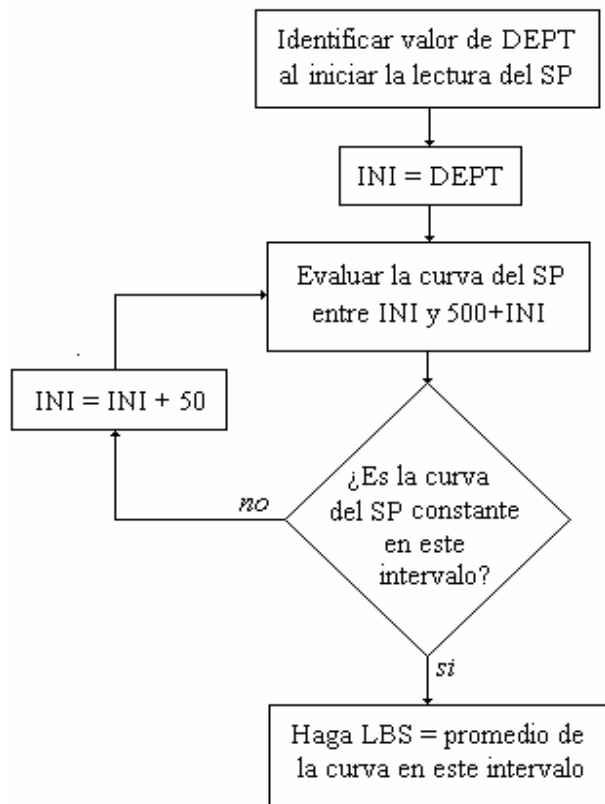 Identificar valor de DEPT
al iniciar la lectura del SP
INI = DEPT
Evaluar la curva del SP
entre INI y 500+INI
INI = INI + 50
¿Es la curva
del SP constante
en este
intervalo?
no
si
Haga LBS = promedio de
la curva en este intervalo